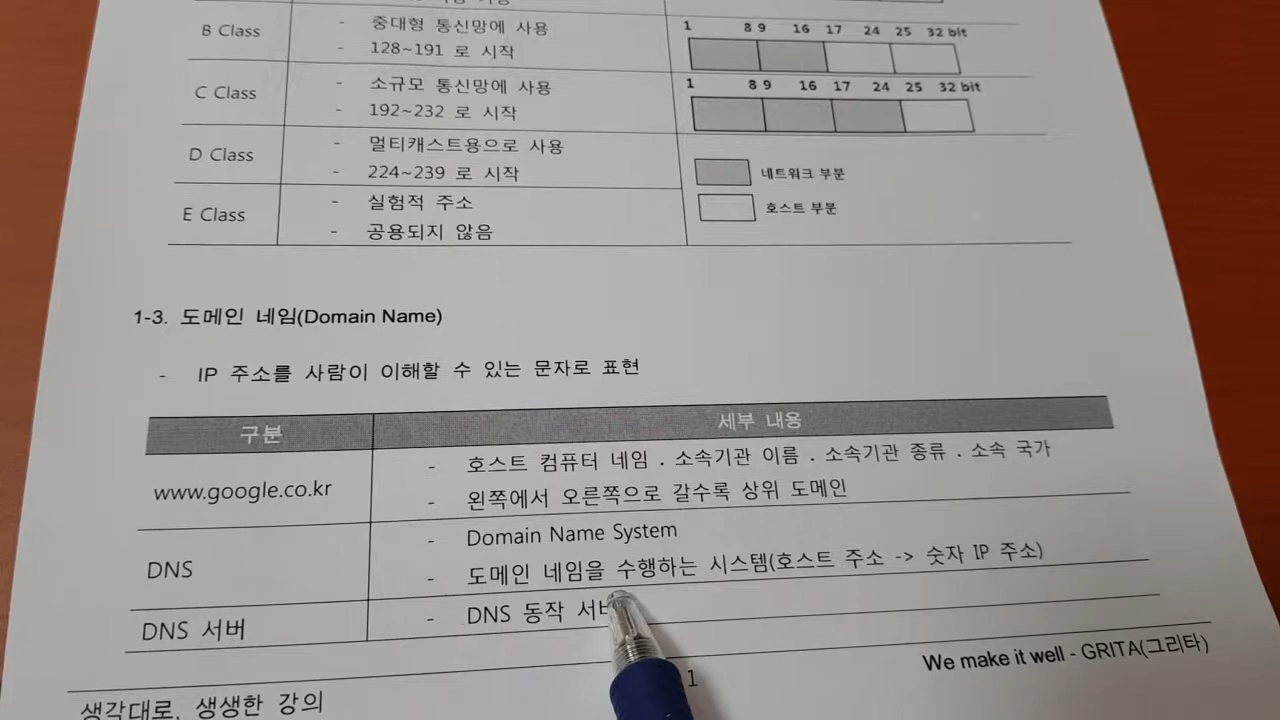 B Class
- 중대형 통신망에 사용
- 128~191 로 시작
1 8 9 16 17 24 25 32 bit
C Class
- 소규모 통신망에 사용
- 192~232 로 시작
1 8 9 16 17 24 25 32 bit
D Class
- 멀티캐스트용으로 사용
- 224~239 로 시작
네트워크 부분
호스트 부분
E Class
- 실험적 주소
- 공용되지 않음
1-3. 도메인 네임(Domain Name)
- IP 주소를 사람이 이해할 수 있는 문자로 표현
구분 세부 내용
www.google.co.kr
- 호스트 컴퓨터 네임 . 소속기관 이름 . 소속기관 종류 . 소속 국가
- 왼쪽에서 오른쪽으로 갈수록 상위 도메인
DNS
- Domain Name System
- 도메인 네임을 수행하는 시스템(호스트 주소 -> 숫자 IP 주소)
DNS 서버
- DNS 동작
We make it well - GRITA(그리타)
1
생각대로, 생생한 강의